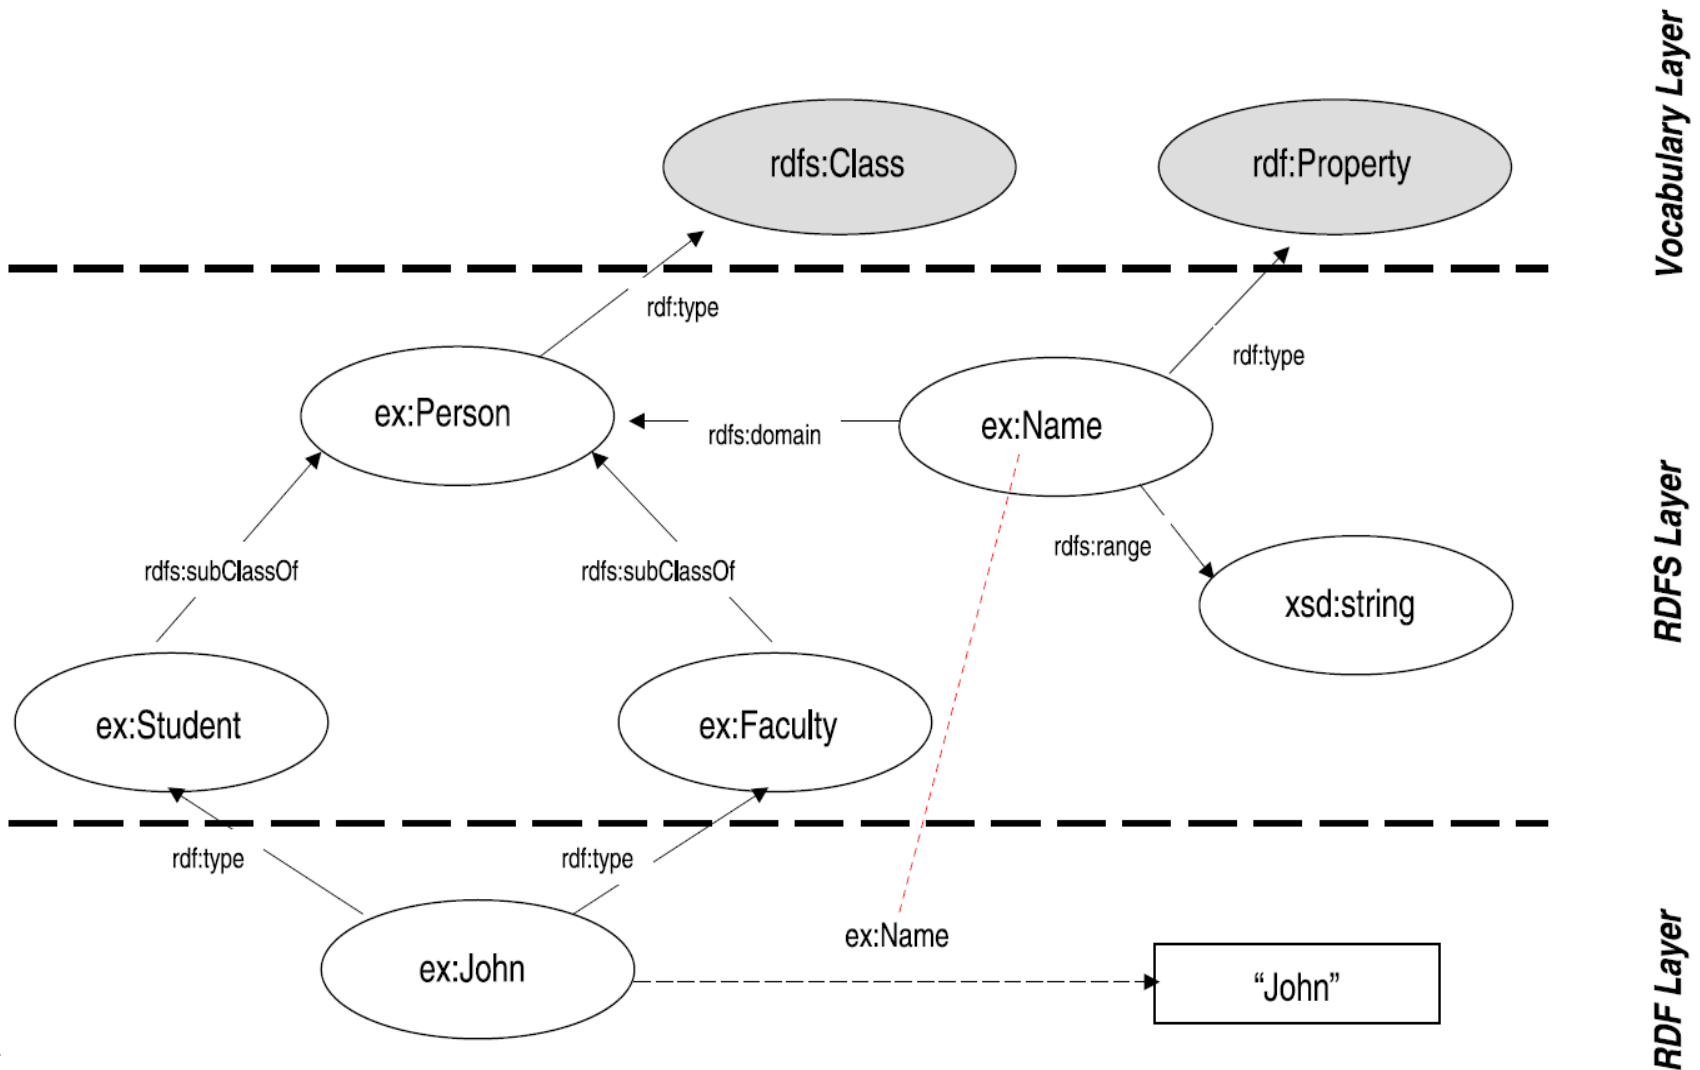 rdfs:Class
rdf:Property
Vocabulary Layer
rdf:type
rdf:type
ex:Person
ex:Name
rdfs:domain
rdfs:range
rdfs:subClassOf
rdfs:subClassOf
xsd:string
RDFS Layer
ex:Student
ex:Faculty
rdf:type
rdf:type
ex:Name
ex:John
“John”
RDF Layer